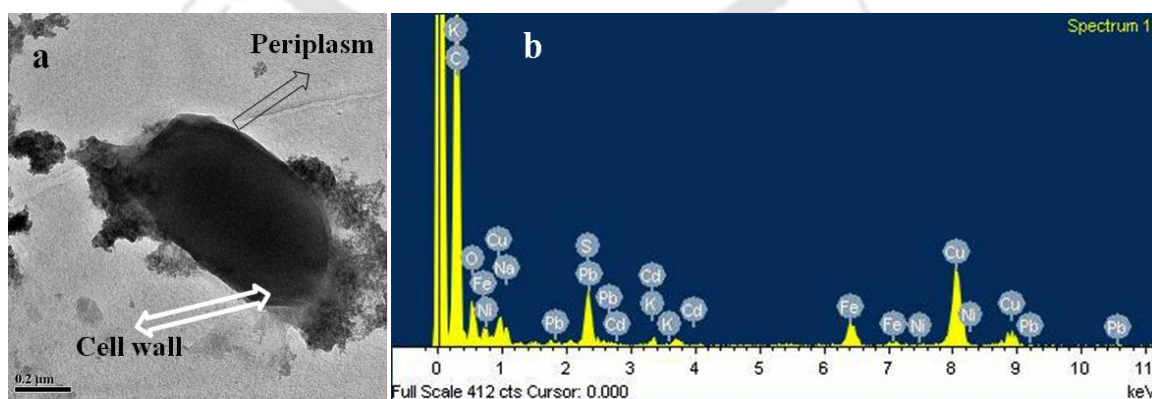 a
Periplasm
Cell wall
0.2 µm
b
Spectrum 1
K
C
O
Fe
Ni
Cu
Na
Pb
S
Pb
Pb
Cd
Cd
K
K
Cd
Fe
Fe
Ni
Cu
Ni
Cu
Pb
Pb
0 1 2 3 4 5 6 7 8 9 10 11
Full Scale 412 cts Cursor: 0.000
keV